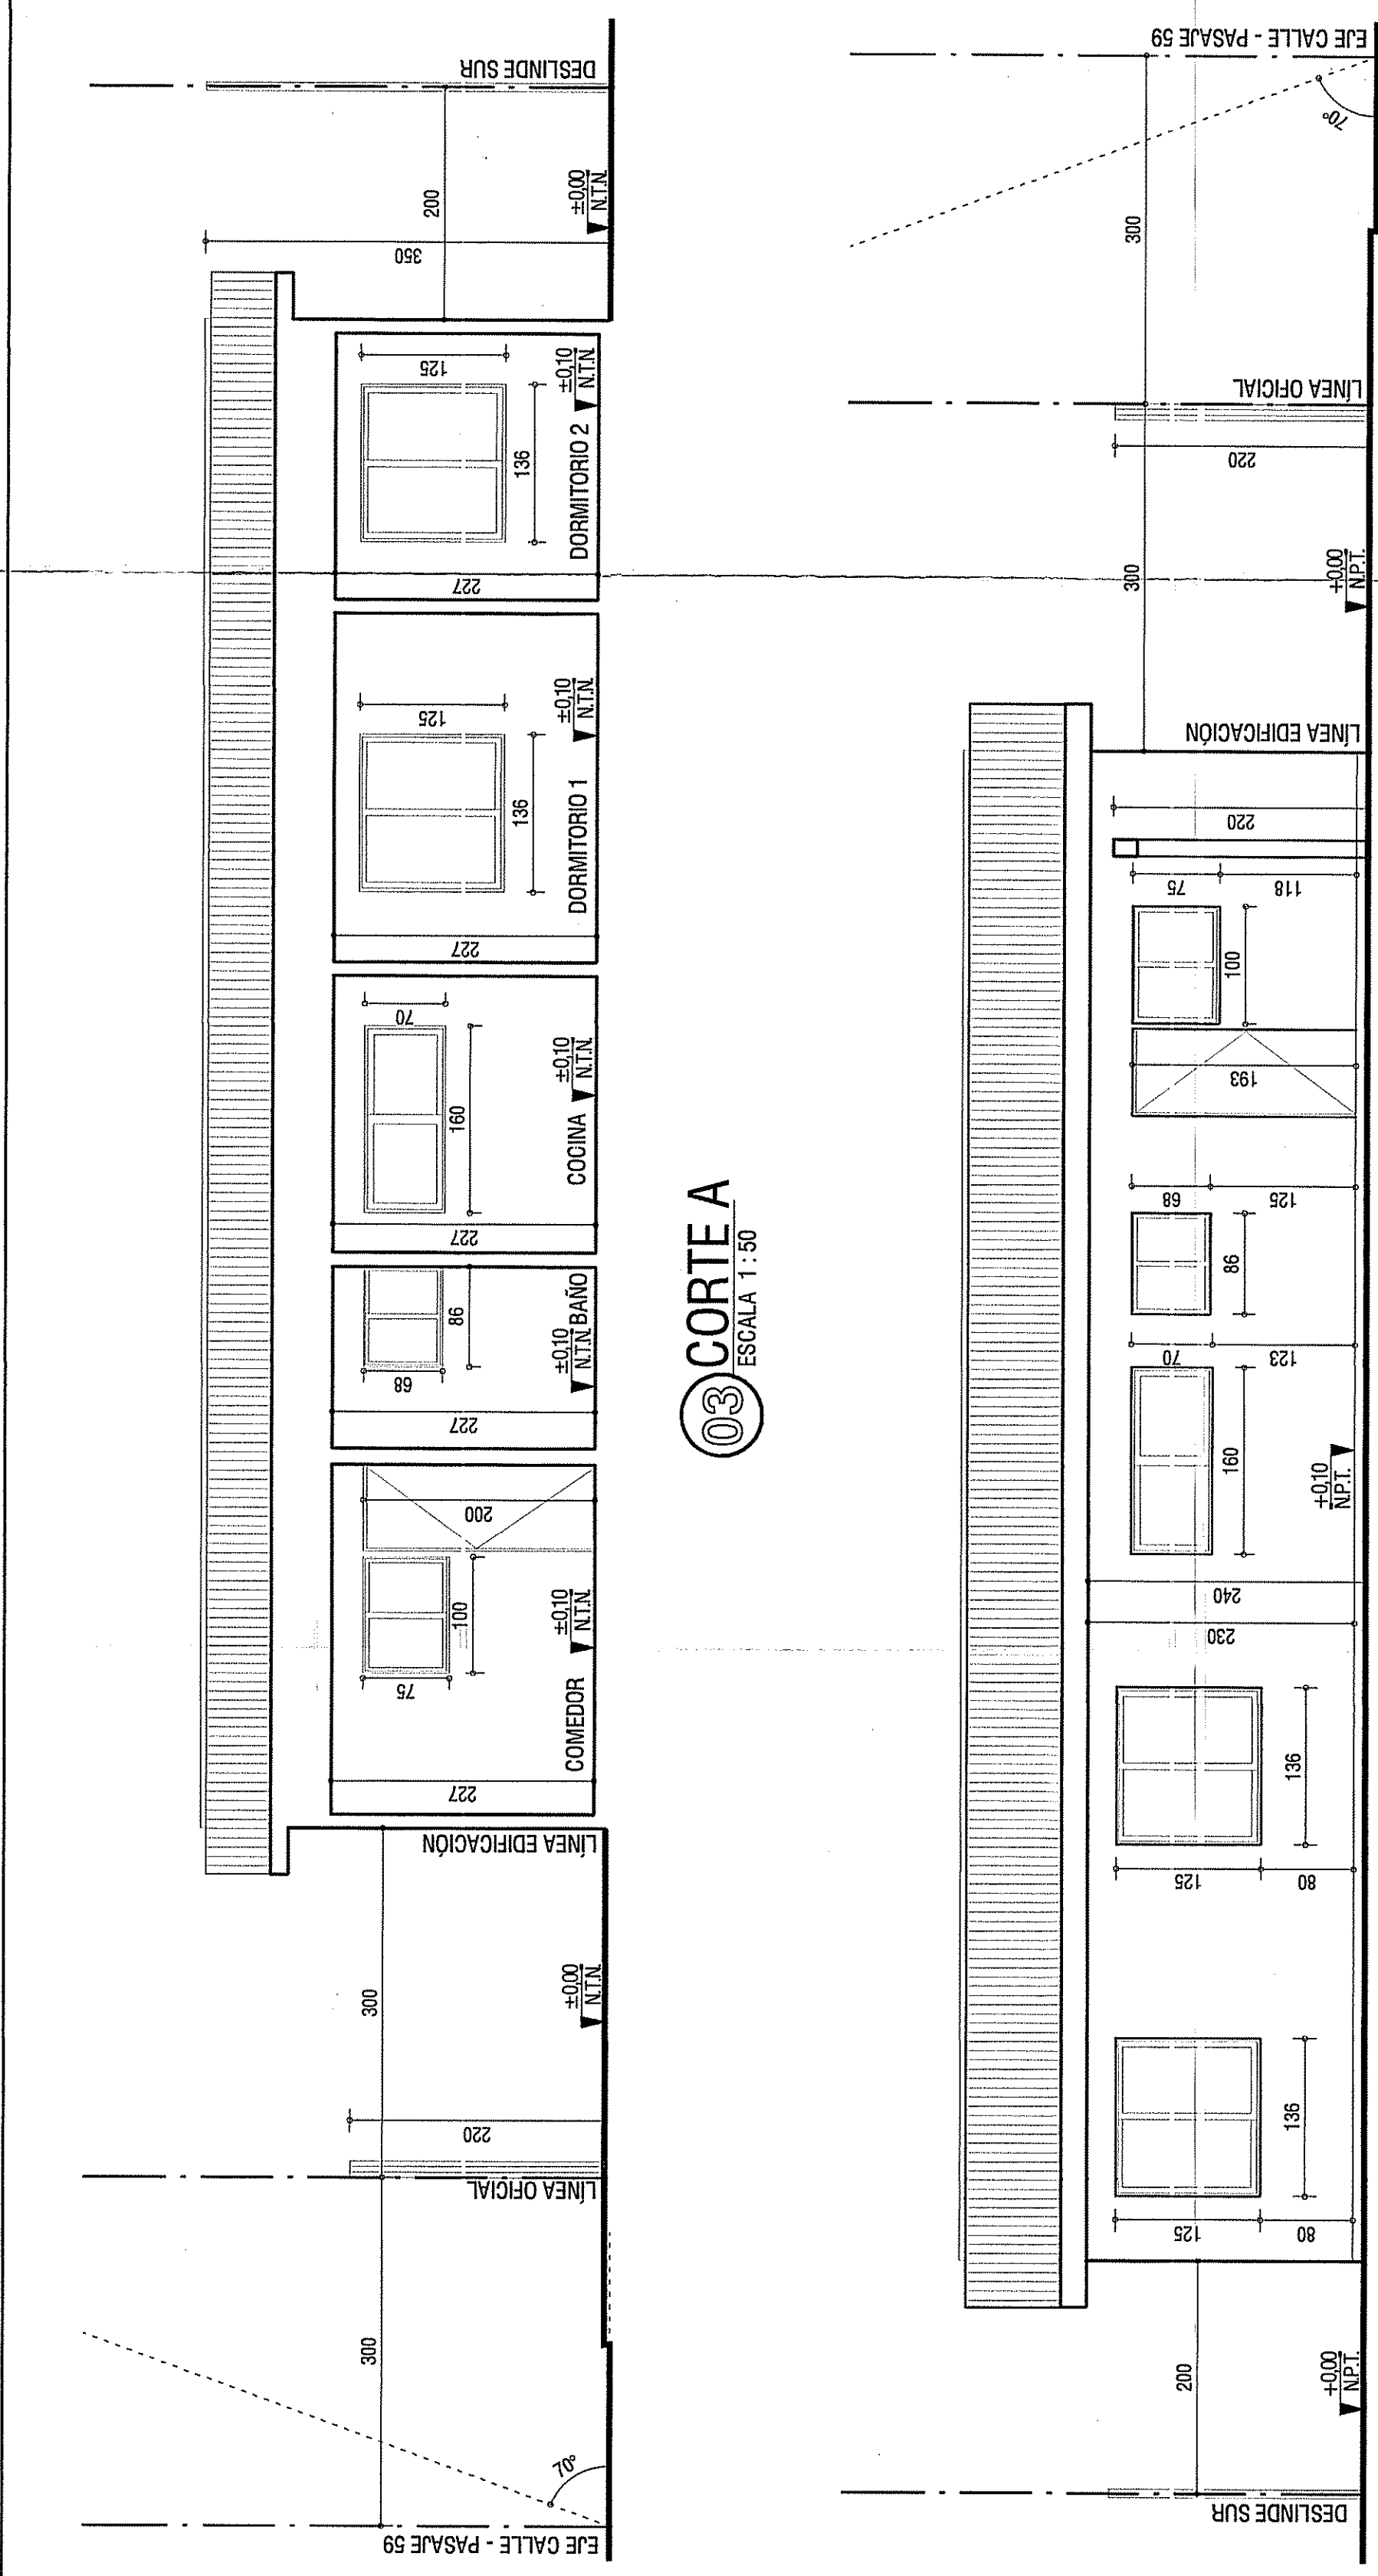 EJE CALLE - PASAJE 59
70°
300
LÍNEA OFICIAL
220
300
±0,00
N.T.N.
LÍNEA EDIFICACIÓN
227
COMEDOR
75
100
±0,10
N.T.N.
200
227
68
86
±0,10
N.T.N.
BAÑO
227
160
70
COCINA
±0,10
N.T.N.
227
136
125
DORMITORIO 1
±0,10
N.T.N.
227
136
125
DORMITORIO 2
±0,10
N.T.N.
350
200
±0,00
N.T.N.
DESLINDE SUR
03
CORTE A
ESCALA 1 : 50
DESLINDE SUR
200
+0,00
N.P.T.
125
80
136
125
80
136
230
240
+0,10
N.P.T.
160
70
123
86
68
125
193
100
75
118
220
LÍNEA EDIFICACIÓN
300
+0,00
N.P.T.
220
LÍNEA OFICIAL
300
70°
EJE CALLE - PASAJE 59